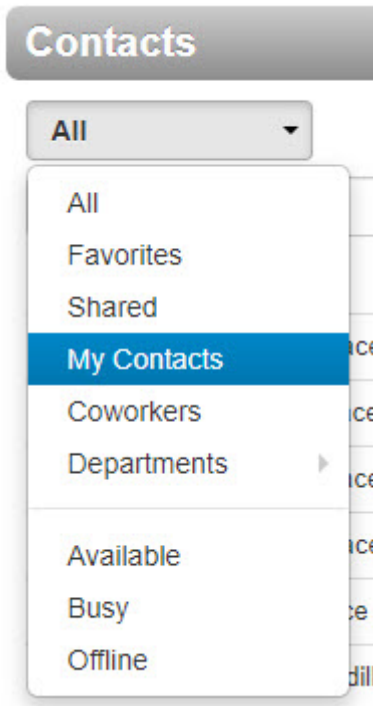 Contacts
All
All
Favorites
Shared
My Contacts
Coworkers
Departments
Available
Busy
Offline